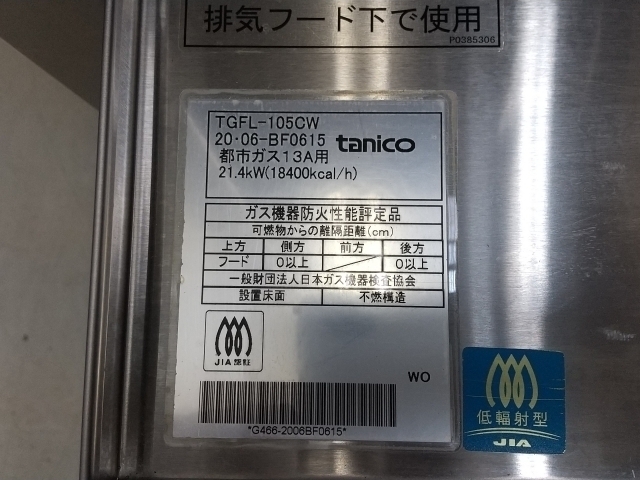 排気フード下で使用
P0385306
TGFL-105CW
20・06-BF0615 tanico
都市ガス13A用
21.4kW(18400kcal/h)
ガス機器防火性能評定品
可燃物からの離隔距離(cm)
上方 側方 前方 後方
フード 0以上 0以上
一般財団法人日本ガス機器検査協会
設置床面 不燃構造
JIA認証
WO
*G466-2006BF0615*
低輻射型
JIA